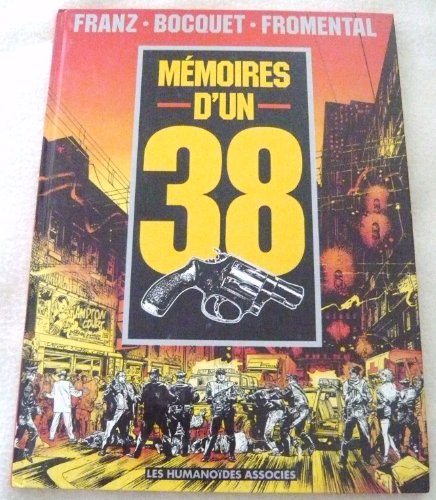 FRANZ • BOCQUET • FROMENTAL
MÉMOIRES
D'UN
38
LES HUMANOÏDES ASSOCIÉS